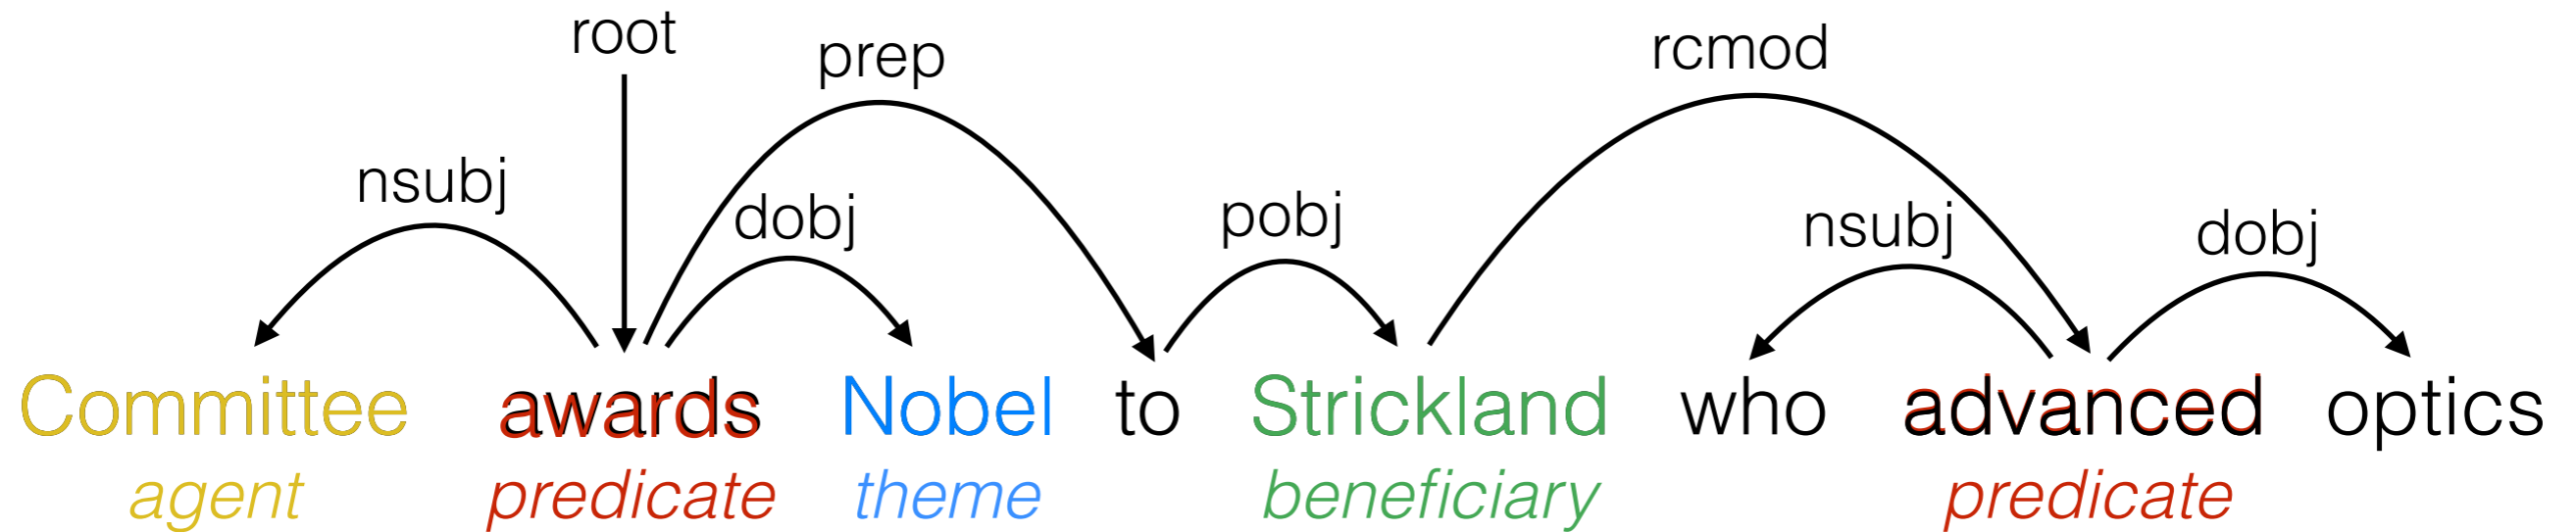 root
prep
rcmod
nsubj
dobj
pobj
nsubj
dobj
Committee awards Nobel to Strickland who advanced optics
agent predicate theme beneficiary predicate